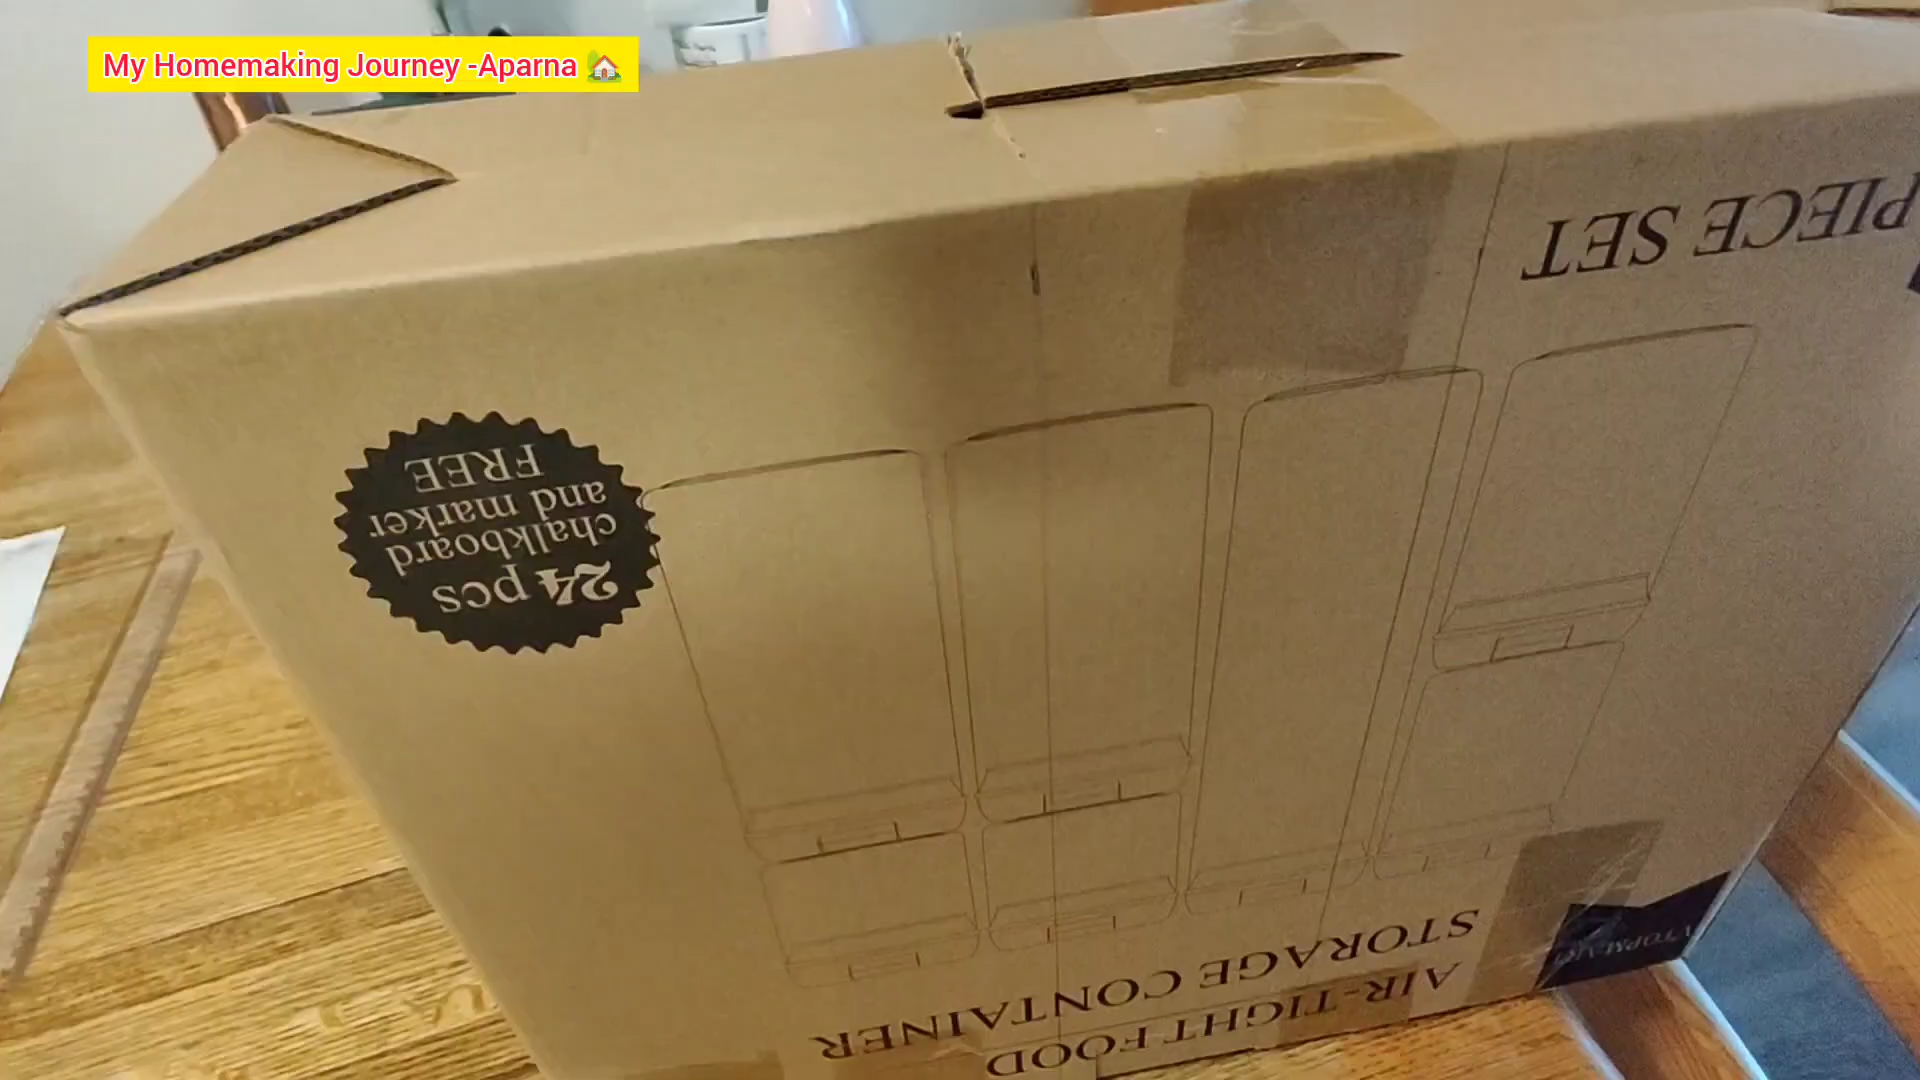 My Homemaking Journey -Aparna 🏡
AIR-TIGHT FOOD
STORAGE CONTAINER
24 pcs
chalkboard
and marker
FREE
PIECE SET